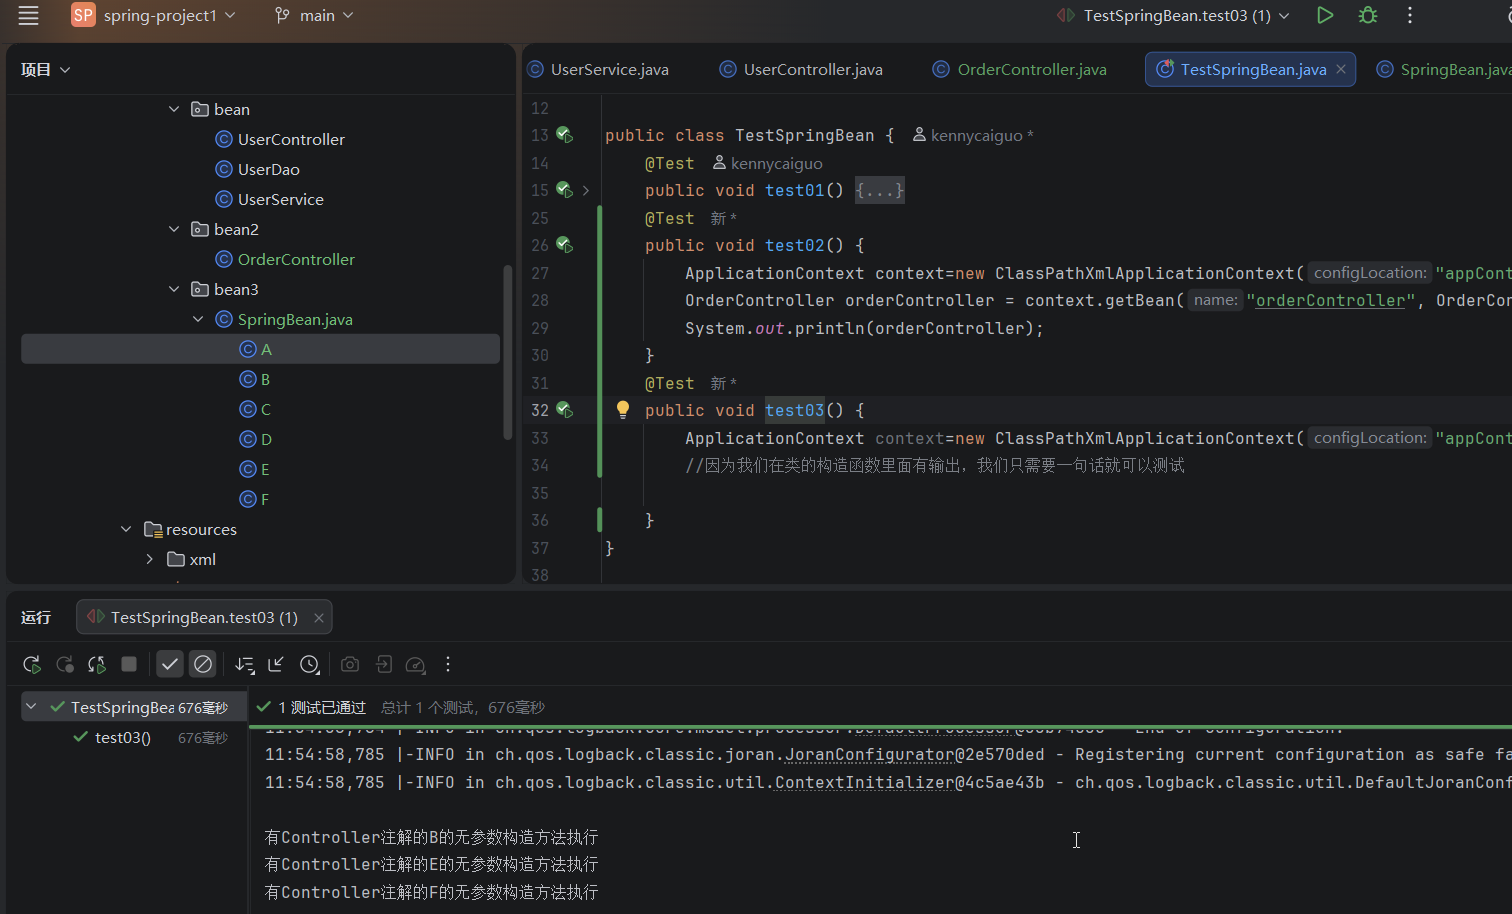 SP spring-project1 main TestSpringBean.test03 (1)
项目
UserService.java UserController.java OrderController.java TestSpringBean.java SpringBean.java
bean
UserController
UserDao
UserService
bean2
OrderController
bean3
SpringBean.java
A
B
C
D
E
F
resources
xml
12
13 public class TestSpringBean { kennycaiguo *
14 @Test kennycaiguo
15 public void test01() {...}
25 @Test 新 *
26 public void test02() {
27 ApplicationContext context=new ClassPathXmlApplicationContext( configLocation: "appCont
28 OrderController orderController = context.getBean( name: "orderController", OrderCon
29 System.out.println(orderController);
30 }
31 @Test 新 *
32 public void test03() {
33 ApplicationContext context=new ClassPathXmlApplicationContext( configLocation: "appCont
34 //因为我们在类的构造函数里面有输出，我们只需要一句话就可以测试
35
36 }
37 }
38
运行 TestSpringBean.test03 (1)
TestSpringBea 676毫秒
test03() 676毫秒
1 测试已通过 总计 1 个测试，676毫秒
11:54:58,785 |-INFO in ch.qos.logback.classic.joran.JoranConfigurator@2e570ded - Registering current configuration as safe fa
11:54:58,785 |-INFO in ch.qos.logback.classic.util.ContextInitializer@4c5ae43b - ch.qos.logback.classic.util.DefaultJoranConf
有Controller注解的B的无参数构造方法执行
有Controller注解的E的无参数构造方法执行
有Controller注解的F的无参数构造方法执行